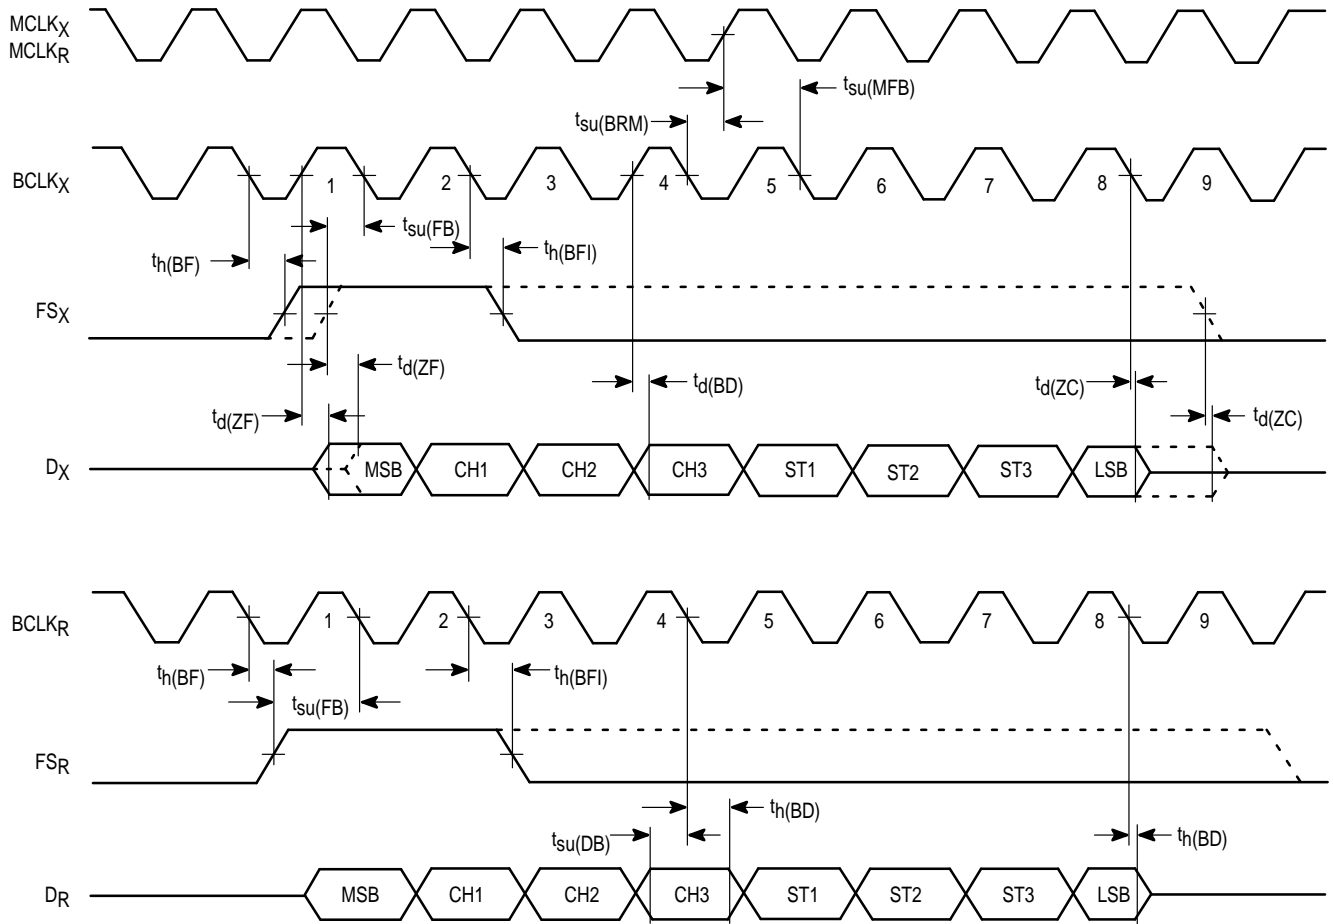 MCLKX
MCLKR
tsu(MFB)
tsu(BRM)
BCLKX
1 2 3 4 5 6 7 8 9
tsu(FB)
th(BF)
th(BFI)
FSX
td(ZF)
td(BD)
td(ZC)
td(ZF)
td(ZC)
DX
MSB CH1 CH2 CH3 ST1 ST2 ST3 LSB
BCLKR
1 2 3 4 5 6 7 8 9
th(BF)
th(BFI)
tsu(FB)
FSR
th(BD)
tsu(DB)
th(BD)
DR
MSB CH1 CH2 CH3 ST1 ST2 ST3 LSB